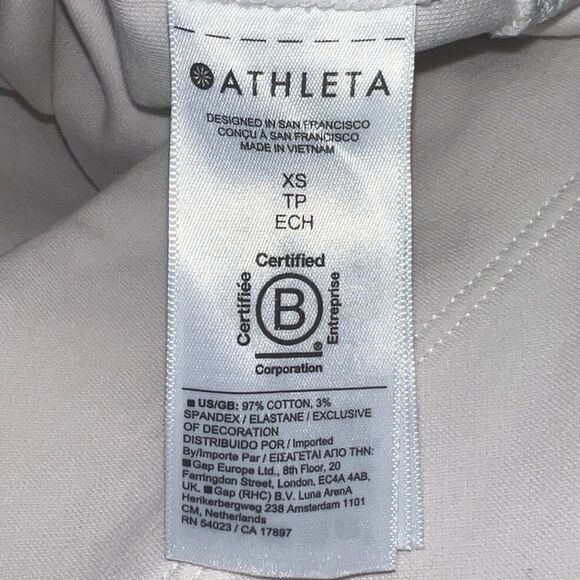 ATHLETA
DESIGNED IN SAN FRANCISCO
CONÇU À SAN FRANCISCO
MADE IN VIETNAM
XS
TP
ECH
Certified
Certifiée
B
Entreprise
®
Corporation
US/GB: 97% COTTON, 3%
SPANDEX / ELASTANE / EXCLUSIVE
OF DECORATION
DISTRIBUIDO POR / Imported
By/Importe Par / ΕΙΣΑΓΕΤΑΙ ΑΠΟ ΤΗΝ:
Gap Europe Ltd., 8th Floor, 20
Farringdon Street, London, EC4A 4AB,
UK. Gap (RHC) B.V. Luna ArenA
Herikerbergweg 238 Amsterdam 1101
CM, Netherlands
RN 54023 / CA 17897